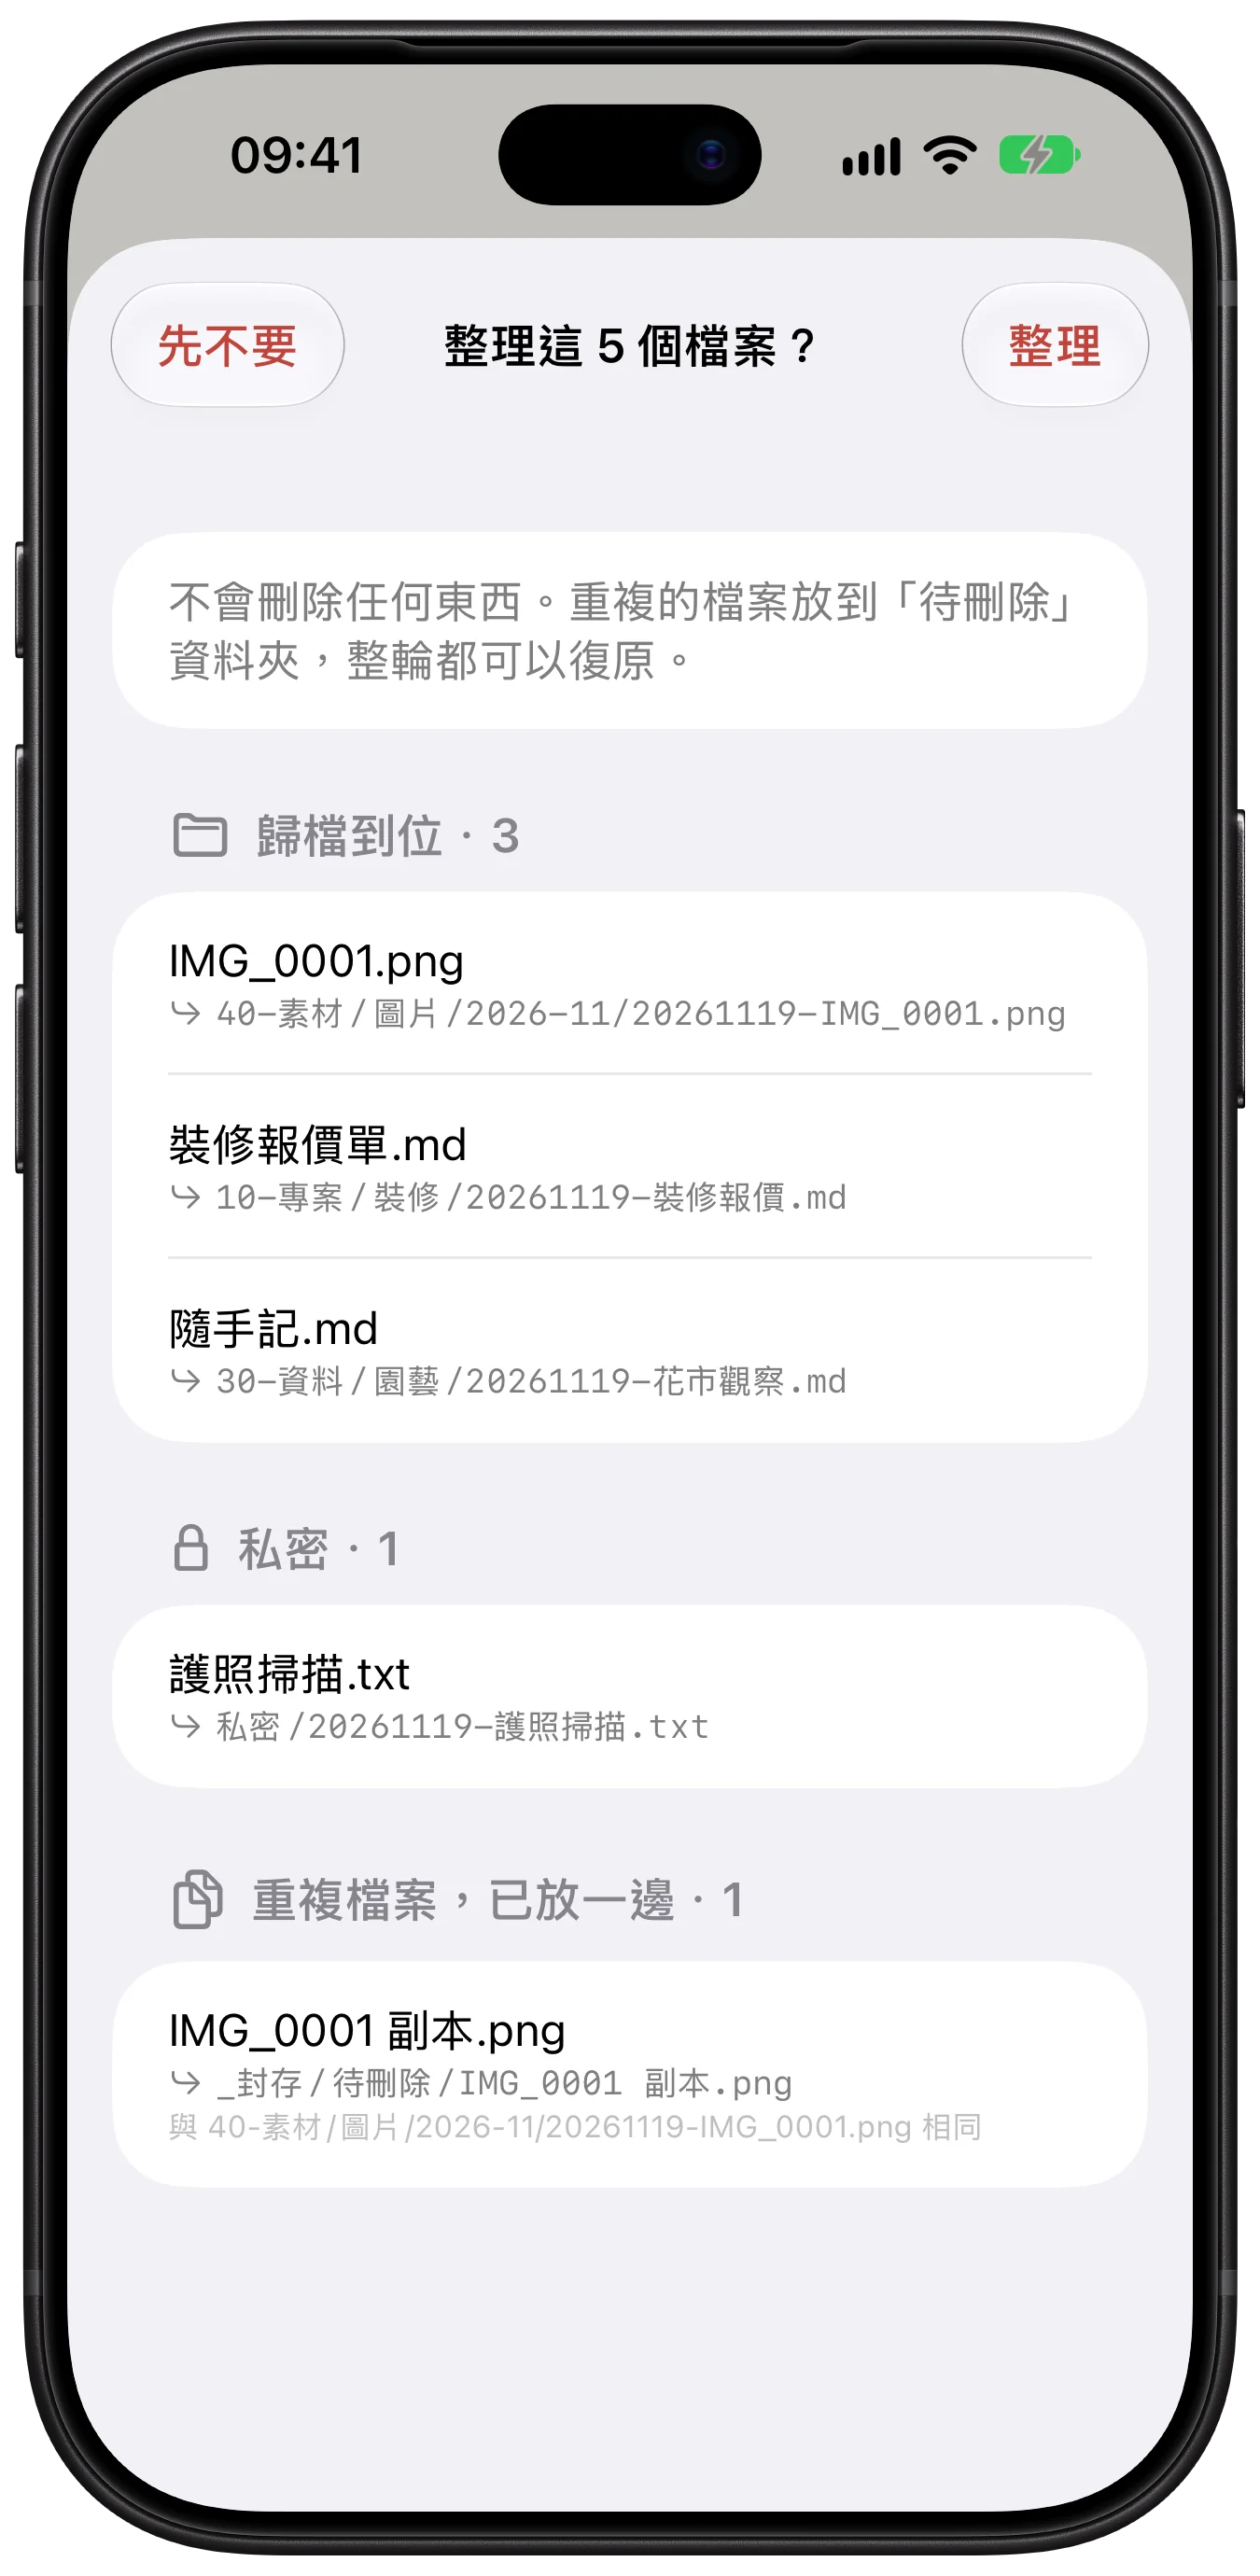 09:41
先不要
整理這 5 個檔案？
整理
不會刪除任何東西。重複的檔案放到「待刪除」
資料夾，整輪都可以復原。
歸檔到位 · 3
IMG_0001.png
↪ 40-素材/圖片/2026-11/20261119-IMG_0001.png
裝修報價單.md
↪ 10-專案/裝修/20261119-裝修報價.md
隨手記.md
↪ 30-資料/園藝/20261119-花市觀察.md
私密 · 1
護照掃描.txt
↪ 私密/20261119-護照掃描.txt
重複檔案，已放一邊 · 1
IMG_0001 副本.png
↪ _封存/待刪除/IMG_0001 副本.png
與 40-素材/圖片/2026-11/20261119-IMG_0001.png 相同